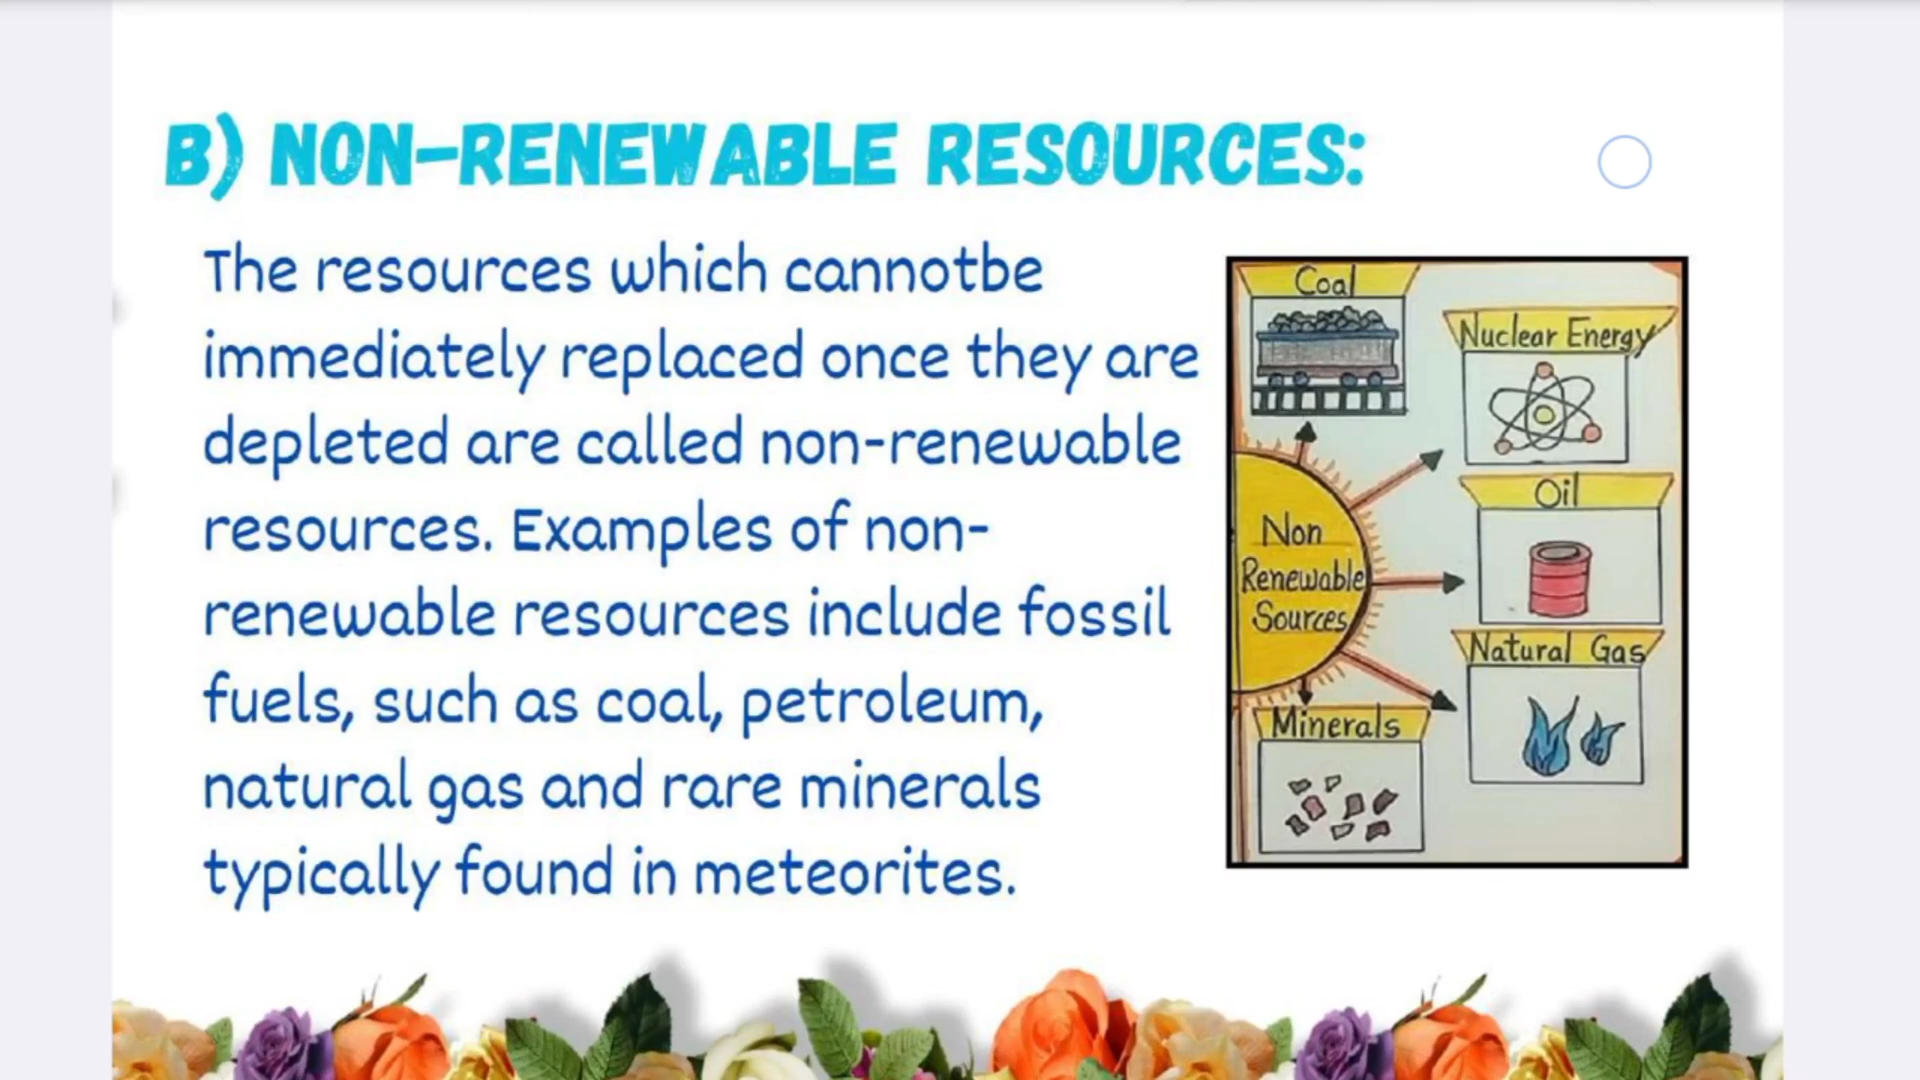 B) NON-RENEWABLE RESOURCES:
The resources which cannotbe
immediately replaced once they are
depleted are called non-renewable
resources. Examples of non-
renewable resources include fossil
fuels, such as coal, petroleum,
natural gas and rare minerals
typically found in meteorites.
Coal
Nuclear Energy
Oil
Non
Renewable
Sources
Natural Gas
Minerals